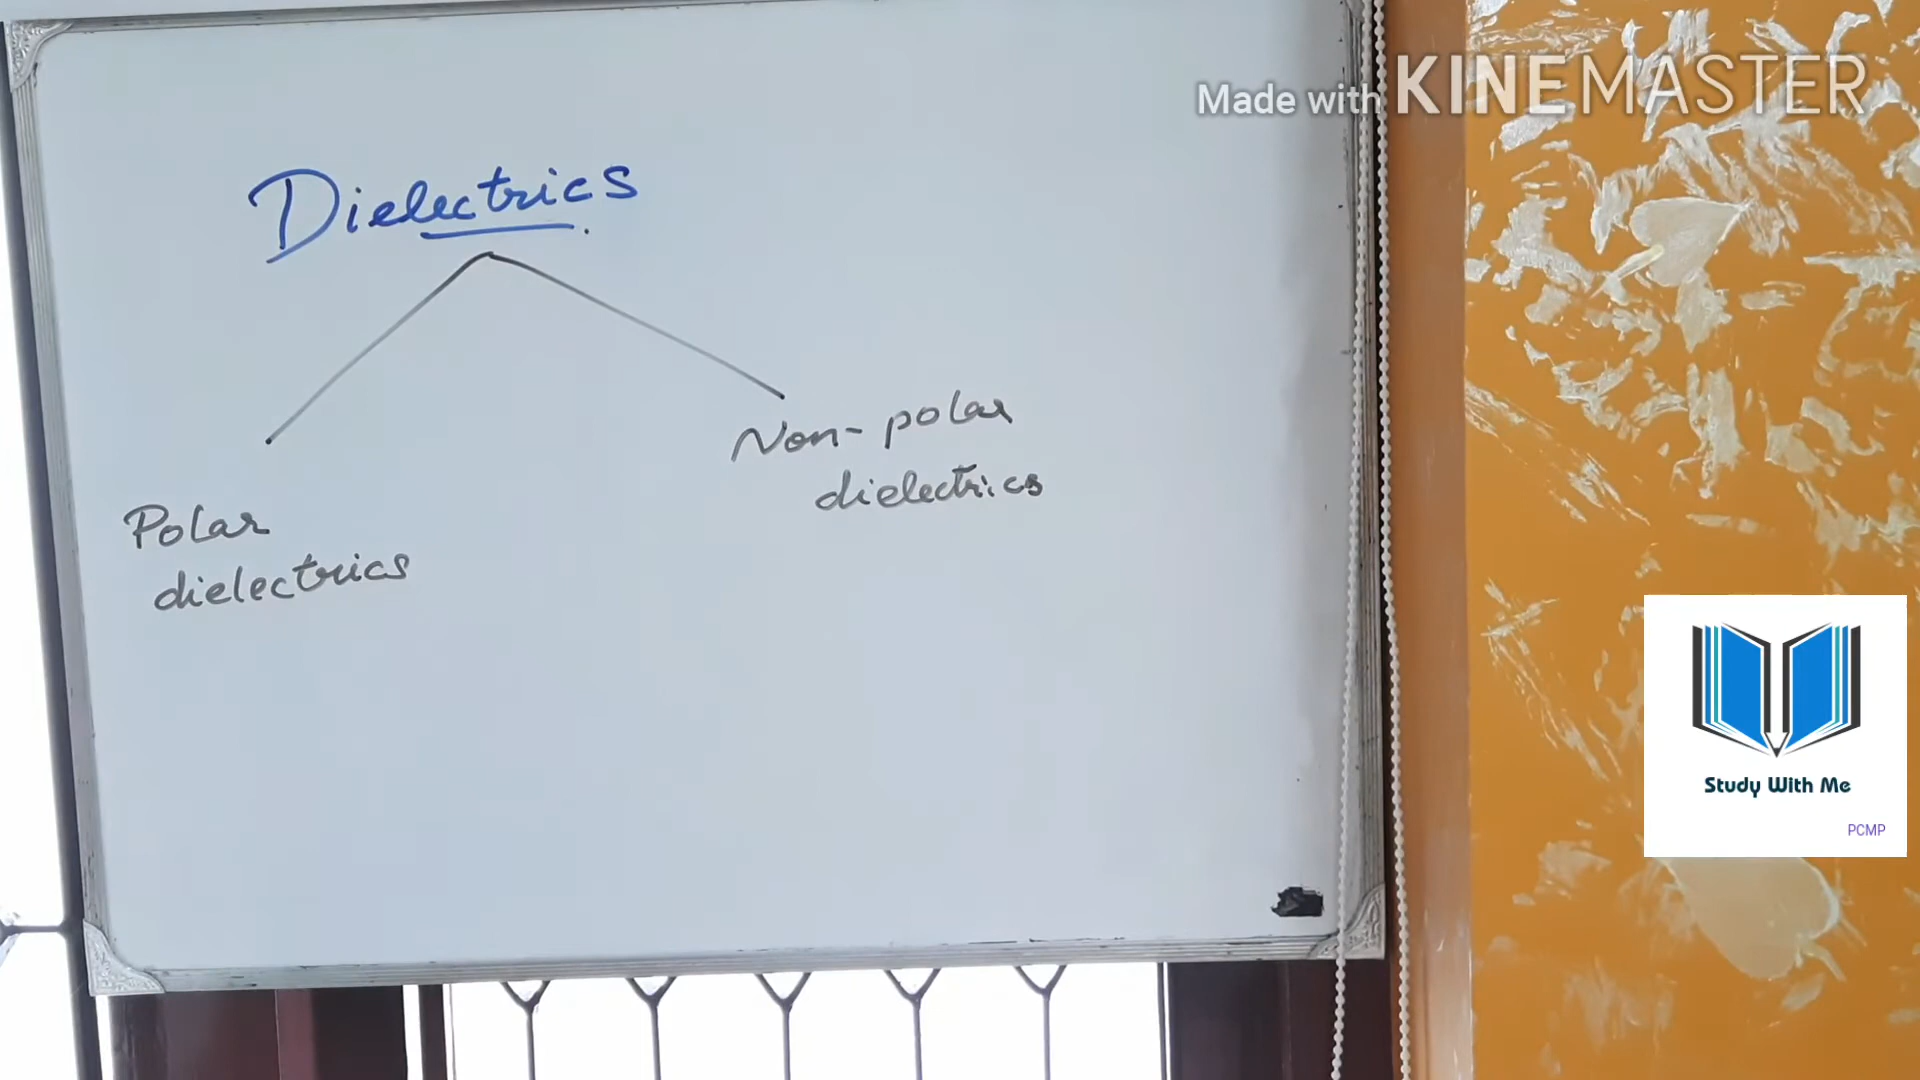 Made with KINEMASTER
Dielectrics
Non-polar
dielectrics
Polar
dielectrics
Study With Me
PCMP